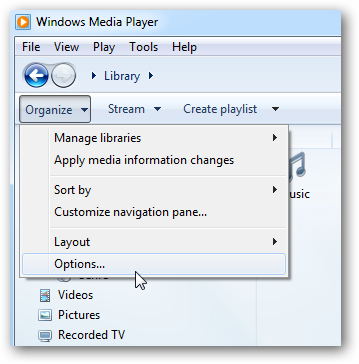 Windows Media Player
File View Play Tools Help
Library
Organize Stream Create playlist
Manage libraries
Apply media information changes
Sort by
Customize navigation pane...
Layout
Options...
Videos
Pictures
Recorded TV